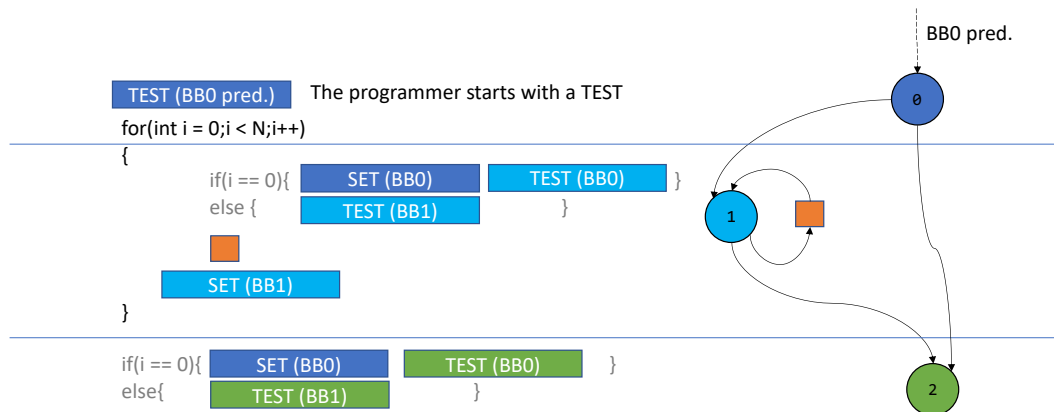 BB0 pred.
TEST (BB0 pred.) The programmer starts with a TEST
0
for(int i = 0;i < N;i++)
{
if(i == 0){ SET (BB0) TEST (BB0) }
else { TEST (BB1) }
1
SET (BB1)
}
if(i == 0){ SET (BB0) TEST (BB0) }
else{ TEST (BB1) }
2